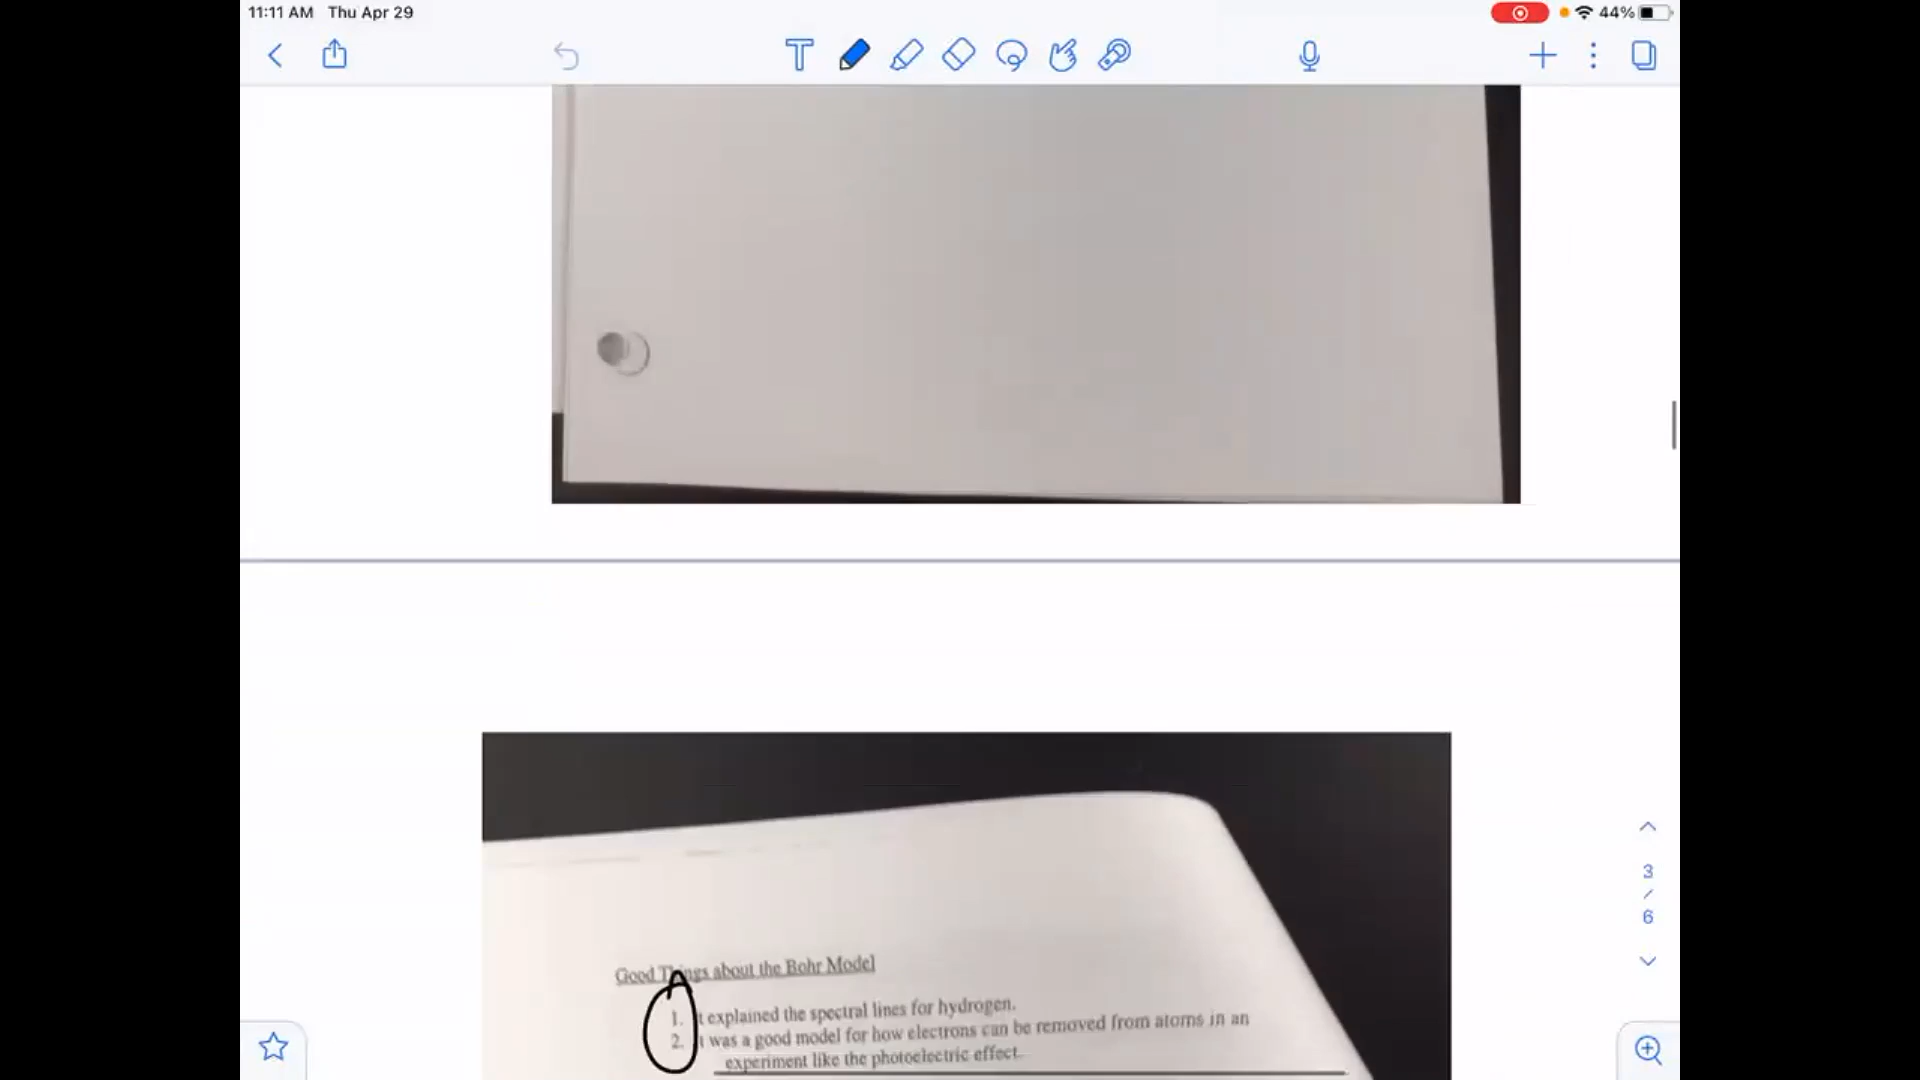 11:11 AM Thu Apr 29
44%
3
/
6
Good Things about the Bohr Model
1. It explained the spectral lines for hydrogen.
2. It was a good model for how electrons can be removed from atoms in an
experiment like the photoelectric effect.